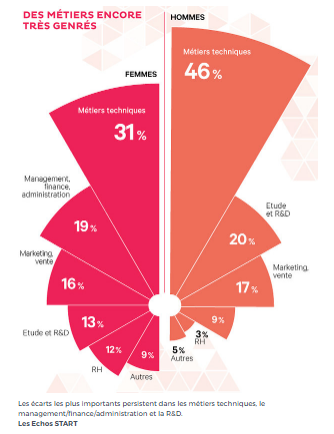 DES MÉTIERS ENCORE
TRÈS GENRÉS
FEMMES
Métiers techniques
31 %
Management,
finance,
administration
19 %
Marketing,
vente
16 %
Etude et R&D
13 %
RH
12 %
Autres
9 %
HOMMES
Métiers techniques
46 %
Etude
et R&D
20 %
Marketing,
vente
17 %
9 %
3 %
RH
5 %
Autres
Les écarts les plus importants persistent dans les métiers techniques, le
management/finance/administration et la R&D.
Les Echos START